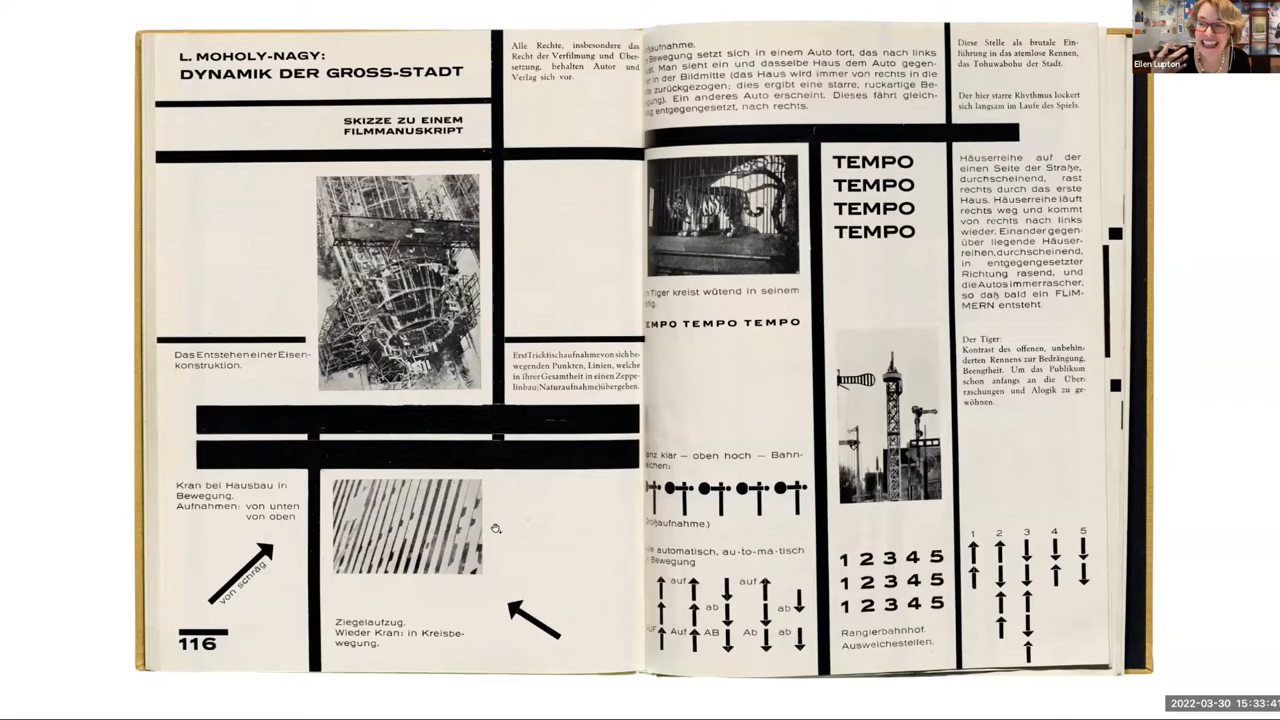 L. MOHOLY-NAGY:
DYNAMIK DER GROSS-STADT
SKIZZE ZU EINEM
FILMMANUSKRIPT
Alle Rechte, insbesondere das
Recht der Verfilmung und Über-
setzung, behalten Autor und
Verlag sich vor.
Das Entstehen einer Eisen-
konstruktion.
Erst Tricktischaufnahme von sich be-
wegenden Punkten, Linien, welche
in ihrer Gesamtheit in einen Zeppe-
linbau (Naturaufnahme) übergehen.
Kran bei Hausbau in
Bewegung.
Aufnahmen: von unten
von oben
von schräg
Ziegelaufzug.
Wieder Kran: in Kreisbe-
wegung.
116
aufnahme.
Bewegung setzt sich in einem Auto fort, das nach links
Man sieht ein und dasselbe Haus dem Auto gegen-
in der Bildmitte (das Haus wird immer von rechts in die
zurückgezogen; dies ergibt eine starre, ruckartige Be-
Ein anderes Auto erscheint. Dieses fährt gleich-
entgegengesetzt, nach rechts.
Tiger kreist wütend in seinem
TEMPO TEMPO
klar — oben hoch — Bahn-
automatisch, au-to-ma-tisch
Bewegung
auf auf
ab ab
Auf AB Ab ab
TEMPO
TEMPO
TEMPO
TEMPO
1 2 3 4 5
1 2 3 4 5
1 2 3 4 5
Rangierbahnhof.
Ausweichestellen.
Diese Stelle als brutale Ein-
führung in das atemlose Rennen,
das Tohuwabohu der Stadt.
Der hier starre Rhythmus lockert
sich langsam im Laufe des Spiels.
Häuserreihe auf der
einen Seite der Straße,
durchscheinend, rast
rechts durch das erste
Haus. Häuserreihe läuft
rechts weg und kommt
von rechts nach links
wieder. Einander gegen-
über liegende Häuser-
reihen, durchscheinend,
in entgegengesetzter
Richtung rasend, und
die Autos immer rascher,
so daß bald ein FLIM-
MERN entsteht.
Der Tiger:
Kontrast des offenen, unbehin-
derten Rennens zur Bedrängung,
Beengtheit. Um das Publikum
schon anfangs an die Über-
raschungen und Alogik zu ge-
wöhnen.
1 2 3 4 5
Ellen Lupton
2022-03-30 15:33:41